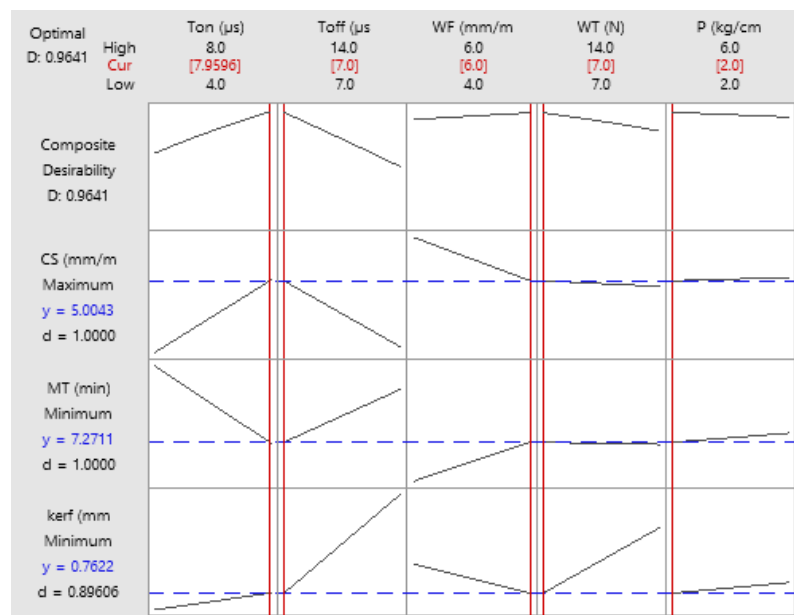 Optimal
D: 0.9641
High
Cur
Low
Ton (µs)
8.0
[7.9596]
4.0
Toff (µs
14.0
[7.0]
7.0
WF (mm/m
6.0
[6.0]
4.0
WT (N)
14.0
[7.0]
7.0
P (kg/cm
6.0
[2.0]
2.0
Composite
Desirability
D: 0.9641
CS (mm/m
Maximum
y = 5.0043
d = 1.0000
MT (min)
Minimum
y = 7.2711
d = 1.0000
kerf (mm
Minimum
y = 0.7622
d = 0.89606